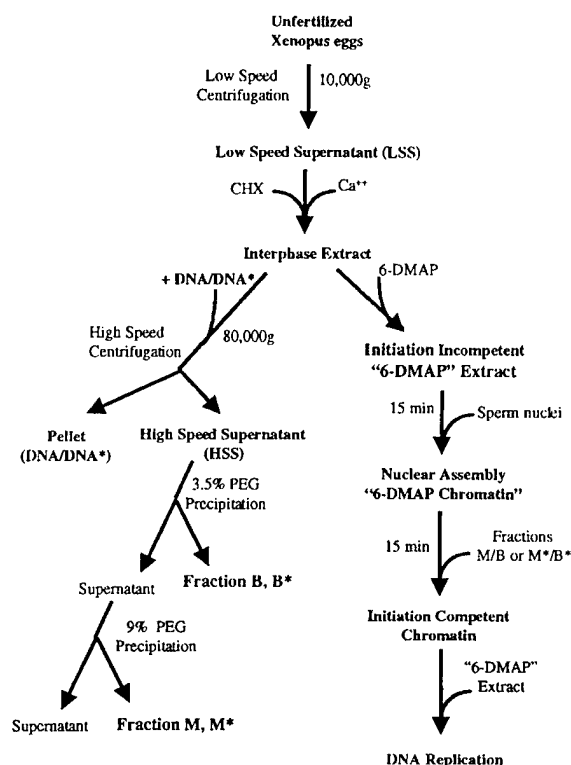 Unfertilized
Xenopus eggs
Low Speed
Centrifugation
10,000g
Low Speed Supernatant (LSS)
CHX
Ca++
Interphase Extract
+ DNA/DNA*
6-DMAP
High Speed
Centrifugation
80,000g
Initiation Incompetent
“6-DMAP” Extract
15 min
Sperm nuclei
Pellet
(DNA/DNA*)
High Speed Supernatant
(HSS)
Nuclear Assembly
“6-DMAP Chromatin”
3.5% PEG
Precipitation
15 min
Fractions
M/B or M*/B*
Supernatant
Fraction B, B*
Initiation Competent
Chromatin
9% PEG
Precipitation
“6-DMAP”
Extract
Supernatant
Fraction M, M*
DNA Replication